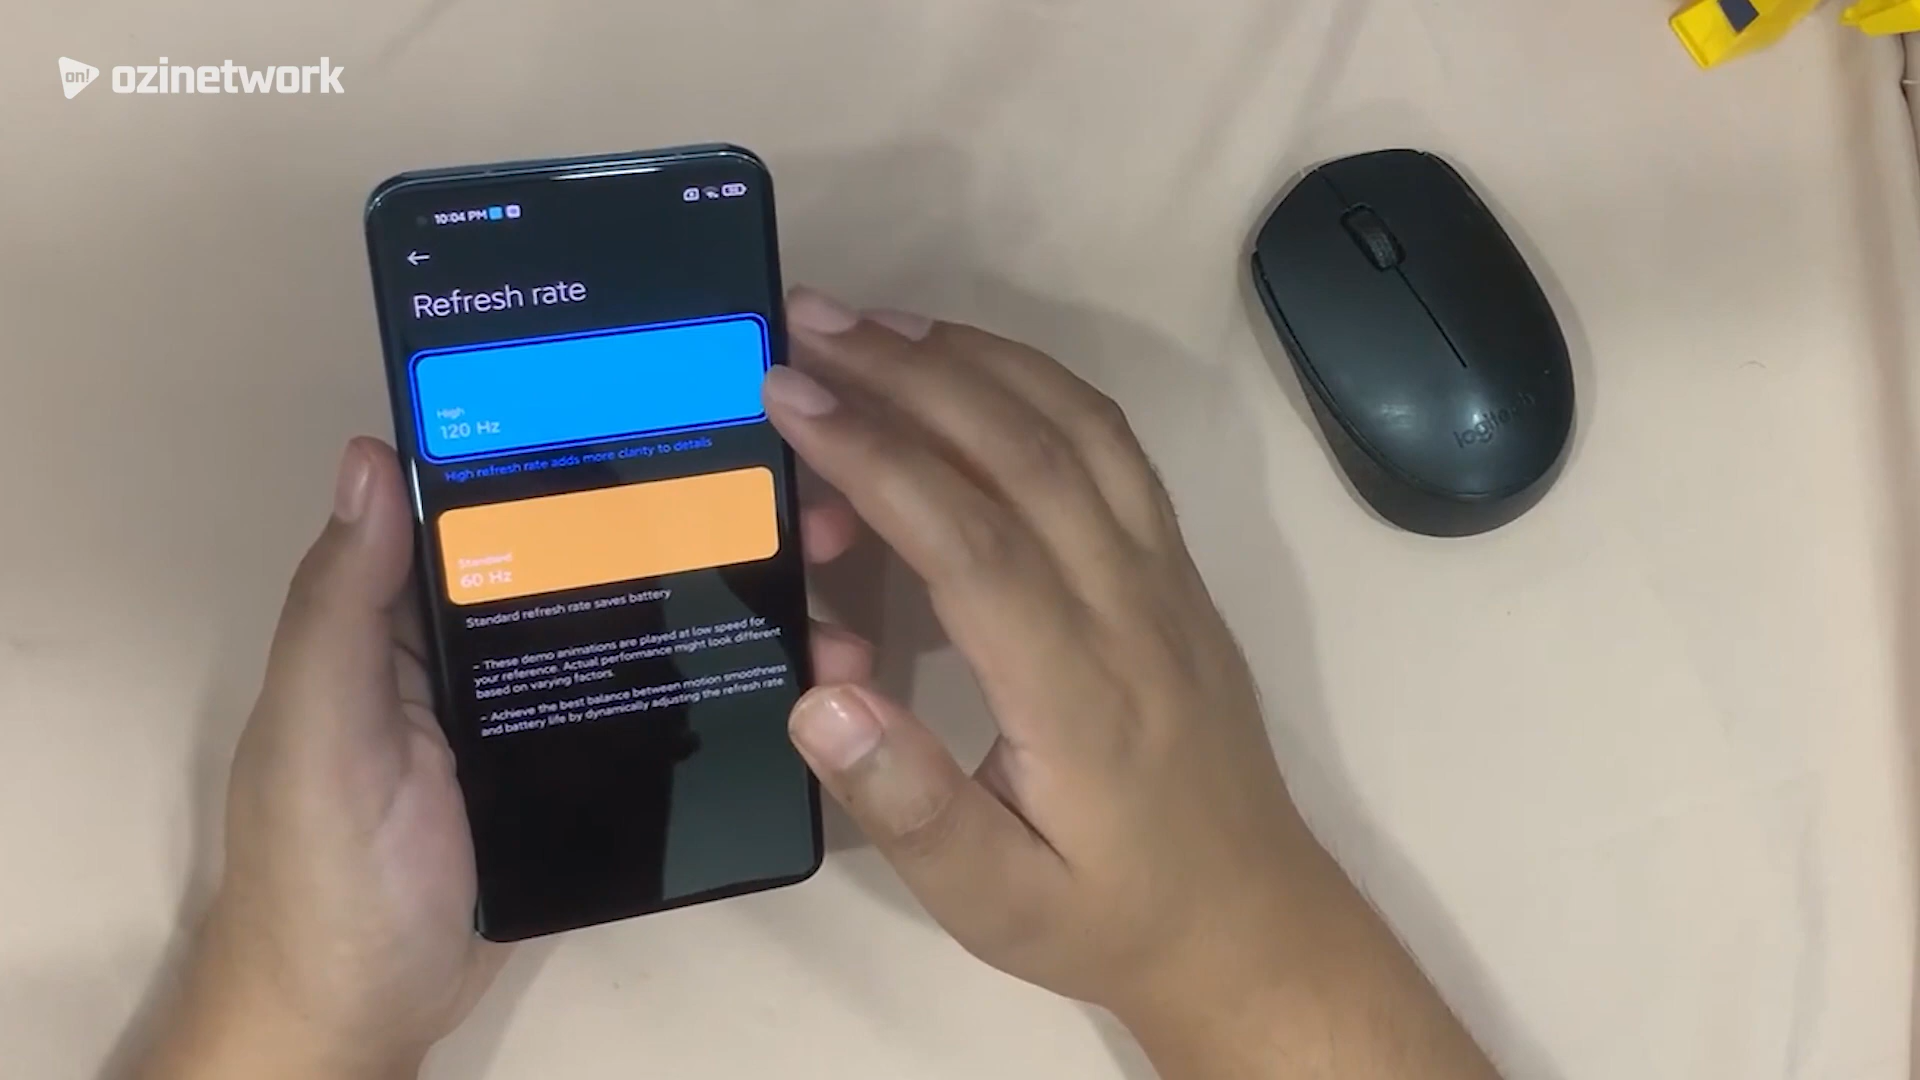 on! ozinetwork
10:04 PM
Refresh rate
High
120 Hz
High refresh rate adds more clarity to details
Standard
60 Hz
Standard refresh rate saves battery
- These demo animations are played at low speed for
your reference. Actual performance might look different
based on varying factors.
- Achieve the best balance between motion smoothness
and battery life by dynamically adjusting the refresh rate.
logitech